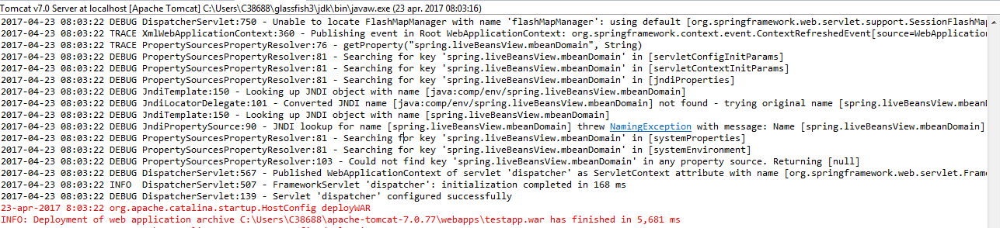 Tomcat v7.0 Server at localhost [Apache Tomcat] C:\Users\C38688\glassfish3\jdk\bin\javaw.exe (23 apr. 2017 08:03:16)
2017-04-23 08:03:22 DEBUG DispatcherServlet:750 - Unable to locate FlashMapManager with name 'flashMapManager': using default [org.springframework.web.servlet.support.SessionFlashMap
2017-04-23 08:03:22 TRACE XmlWebApplicationContext:360 - Publishing event in Root WebApplicationContext: org.springframework.context.event.ContextRefreshedEvent[source=WebApplication
2017-04-23 08:03:22 TRACE PropertySourcesPropertyResolver:76 - getProperty("spring.liveBeansView.mbeanDomain", String)
2017-04-23 08:03:22 DEBUG PropertySourcesPropertyResolver:81 - Searching for key 'spring.liveBeansView.mbeanDomain' in [servletConfigInitParams]
2017-04-23 08:03:22 DEBUG PropertySourcesPropertyResolver:81 - Searching for key 'spring.liveBeansView.mbeanDomain' in [servletContextInitParams]
2017-04-23 08:03:22 DEBUG PropertySourcesPropertyResolver:81 - Searching for key 'spring.liveBeansView.mbeanDomain' in [jndiProperties]
2017-04-23 08:03:22 DEBUG JndiTemplate:150 - Looking up JNDI object with name [java:comp/env/spring.liveBeansView.mbeanDomain]
2017-04-23 08:03:22 DEBUG JndiLocatorDelegate:101 - Converted JNDI name [java:comp/env/spring.liveBeansView.mbeanDomain] not found - trying original name [spring.liveBeansView.mbeanD
2017-04-23 08:03:22 DEBUG JndiTemplate:150 - Looking up JNDI object with name [spring.liveBeansView.mbeanDomain]
2017-04-23 08:03:22 DEBUG JndiPropertySource:90 - JNDI lookup for name [spring.liveBeansView.mbeanDomain] threw NamingException with message: Name [spring.liveBeansView.mbeanDomain]
2017-04-23 08:03:22 DEBUG PropertySourcesPropertyResolver:81 - Searching for key 'spring.liveBeansView.mbeanDomain' in [systemProperties]
2017-04-23 08:03:22 DEBUG PropertySourcesPropertyResolver:81 - Searching for key 'spring.liveBeansView.mbeanDomain' in [systemEnvironment]
2017-04-23 08:03:22 DEBUG PropertySourcesPropertyResolver:103 - Could not find key 'spring.liveBeansView.mbeanDomain' in any property source. Returning [null]
2017-04-23 08:03:22 DEBUG DispatcherServlet:567 - Published WebApplicationContext of servlet 'dispatcher' as ServletContext attribute with name [org.springframework.web.servlet.Frame
2017-04-23 08:03:22 INFO  DispatcherServlet:507 - FrameworkServlet 'dispatcher': initialization completed in 168 ms
2017-04-23 08:03:22 DEBUG DispatcherServlet:139 - Servlet 'dispatcher' configured successfully
23-apr-2017 8:03:22 org.apache.catalina.startup.HostConfig deployWAR
INFO: Deployment of web application archive C:\Users\C38688\apache-tomcat-7.0.77\webapps\testapp.war has finished in 5,681 ms